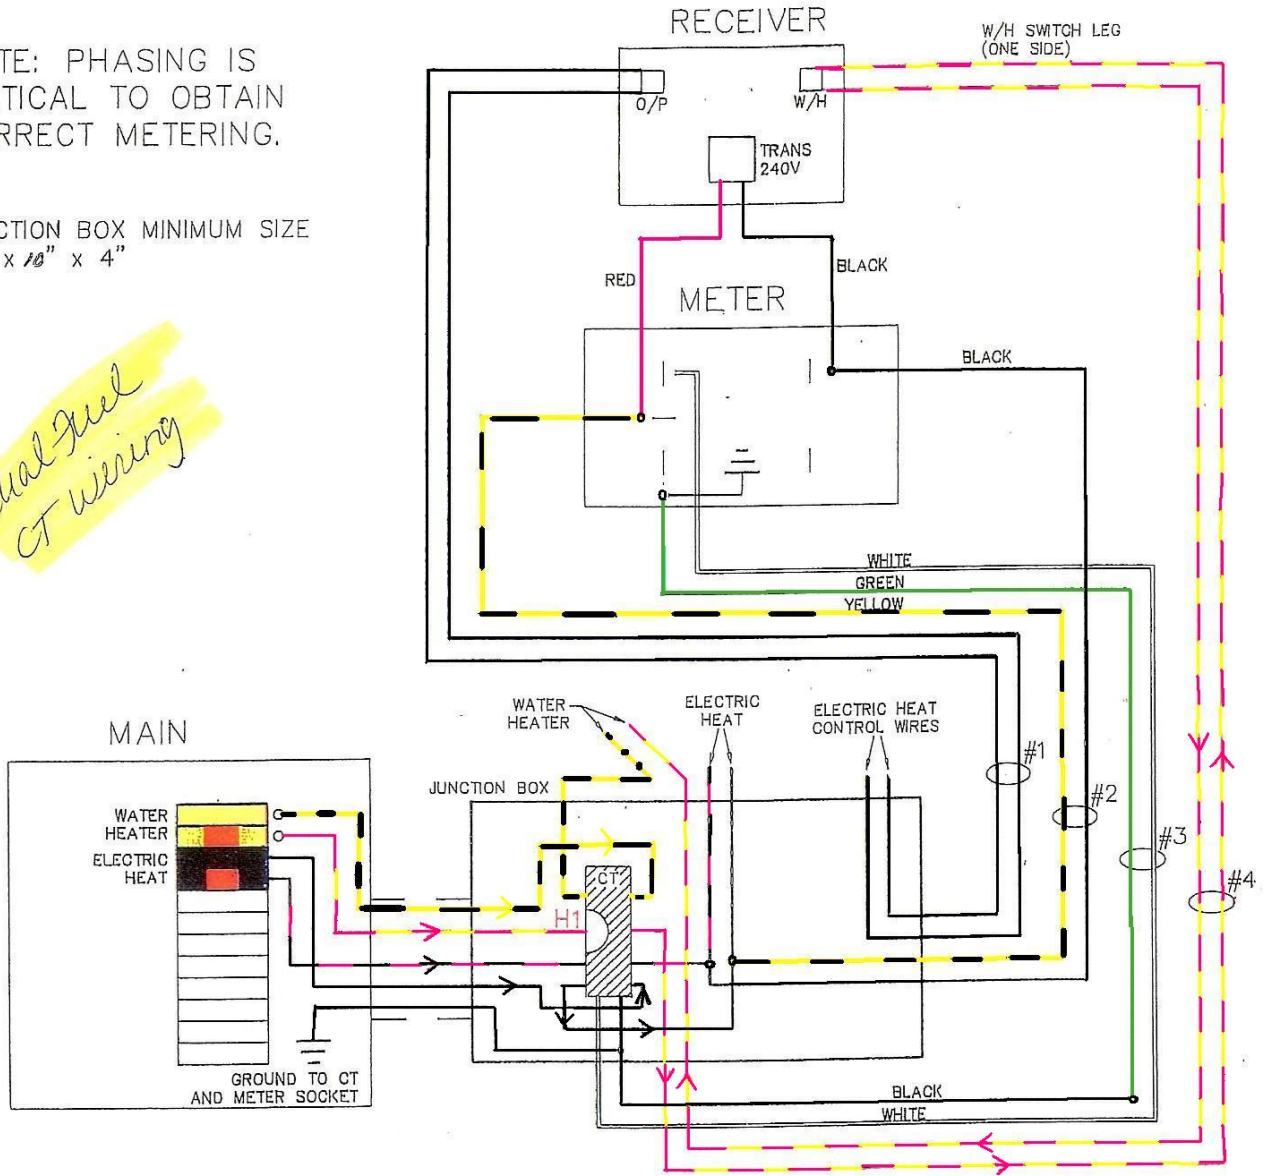 RECEIVER
W/H SWITCH LEG
(ONE SIDE)
TE: PHASING IS
TICAL TO OBTAIN
RRECT METERING.
O/P
W/H
TRANS
240V
CTION BOX MINIMUM SIZE
x 10" x 4"
RED
BLACK
METER
BLACK
ual Fuel
CT Wiring
WHITE
GREEN
YELLOW
WATER
HEATER
ELECTRIC
HEAT
ELECTRIC HEAT
CONTROL WIRES
MAIN
#1
JUNCTION BOX
#2
WATER
HEATER
ELECTRIC
HEAT
#3
CT
#4
H1
GROUND TO CT
AND METER SOCKET
BLACK
WHITE